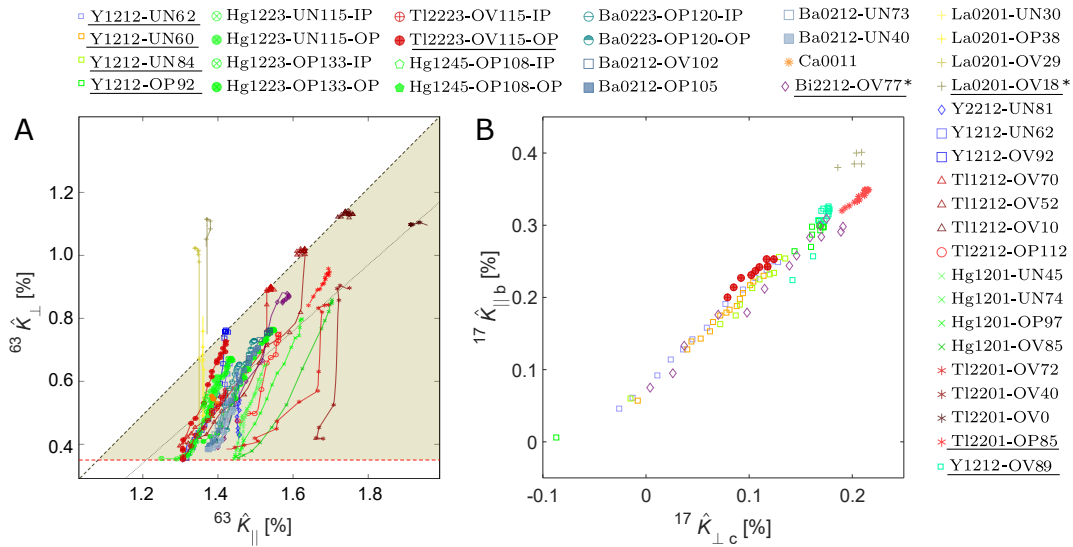 Y1212-UN62 Hg1223-UN115-IP Tl2223-OV115-IP Ba0223-OP120-IP Ba0212-UN73 La0201-UN30
Y1212-UN60 Hg1223-UN115-OP Tl2223-OV115-OP Ba0223-OP120-OP Ba0212-UN40 La0201-OP38
Y1212-UN84 Hg1223-OP133-IP Hg1245-OP108-IP Ba0212-OV102 Ca0011 La0201-OV29
Y1212-OP92 Hg1223-OP133-OP Hg1245-OP108-OP Ba0212-OP105 Bi2212-OV77* La0201-OV18*
Y2212-UN81
Y1212-UN62
Y1212-OV92
Tl1212-OV70
Tl1212-OV52
Tl1212-OV10
Tl2212-OP112
Hg1201-UN45
Hg1201-UN74
Hg1201-OP97
Hg1201-OV85
Tl2201-OV72
Tl2201-OV40
Tl2201-OV0
Tl2201-OP85
Y1212-OV89
A
1.2
1.0
0.8
0.6
0.4
63 K̂⊥ [%]
1.2 1.4 1.6 1.8
63 K̂|| [%]
B
0.4
0.3
0.2
0.1
0
17 K̂|| b [%]
-0.1 0 0.1 0.2
17 K̂⊥ c [%]